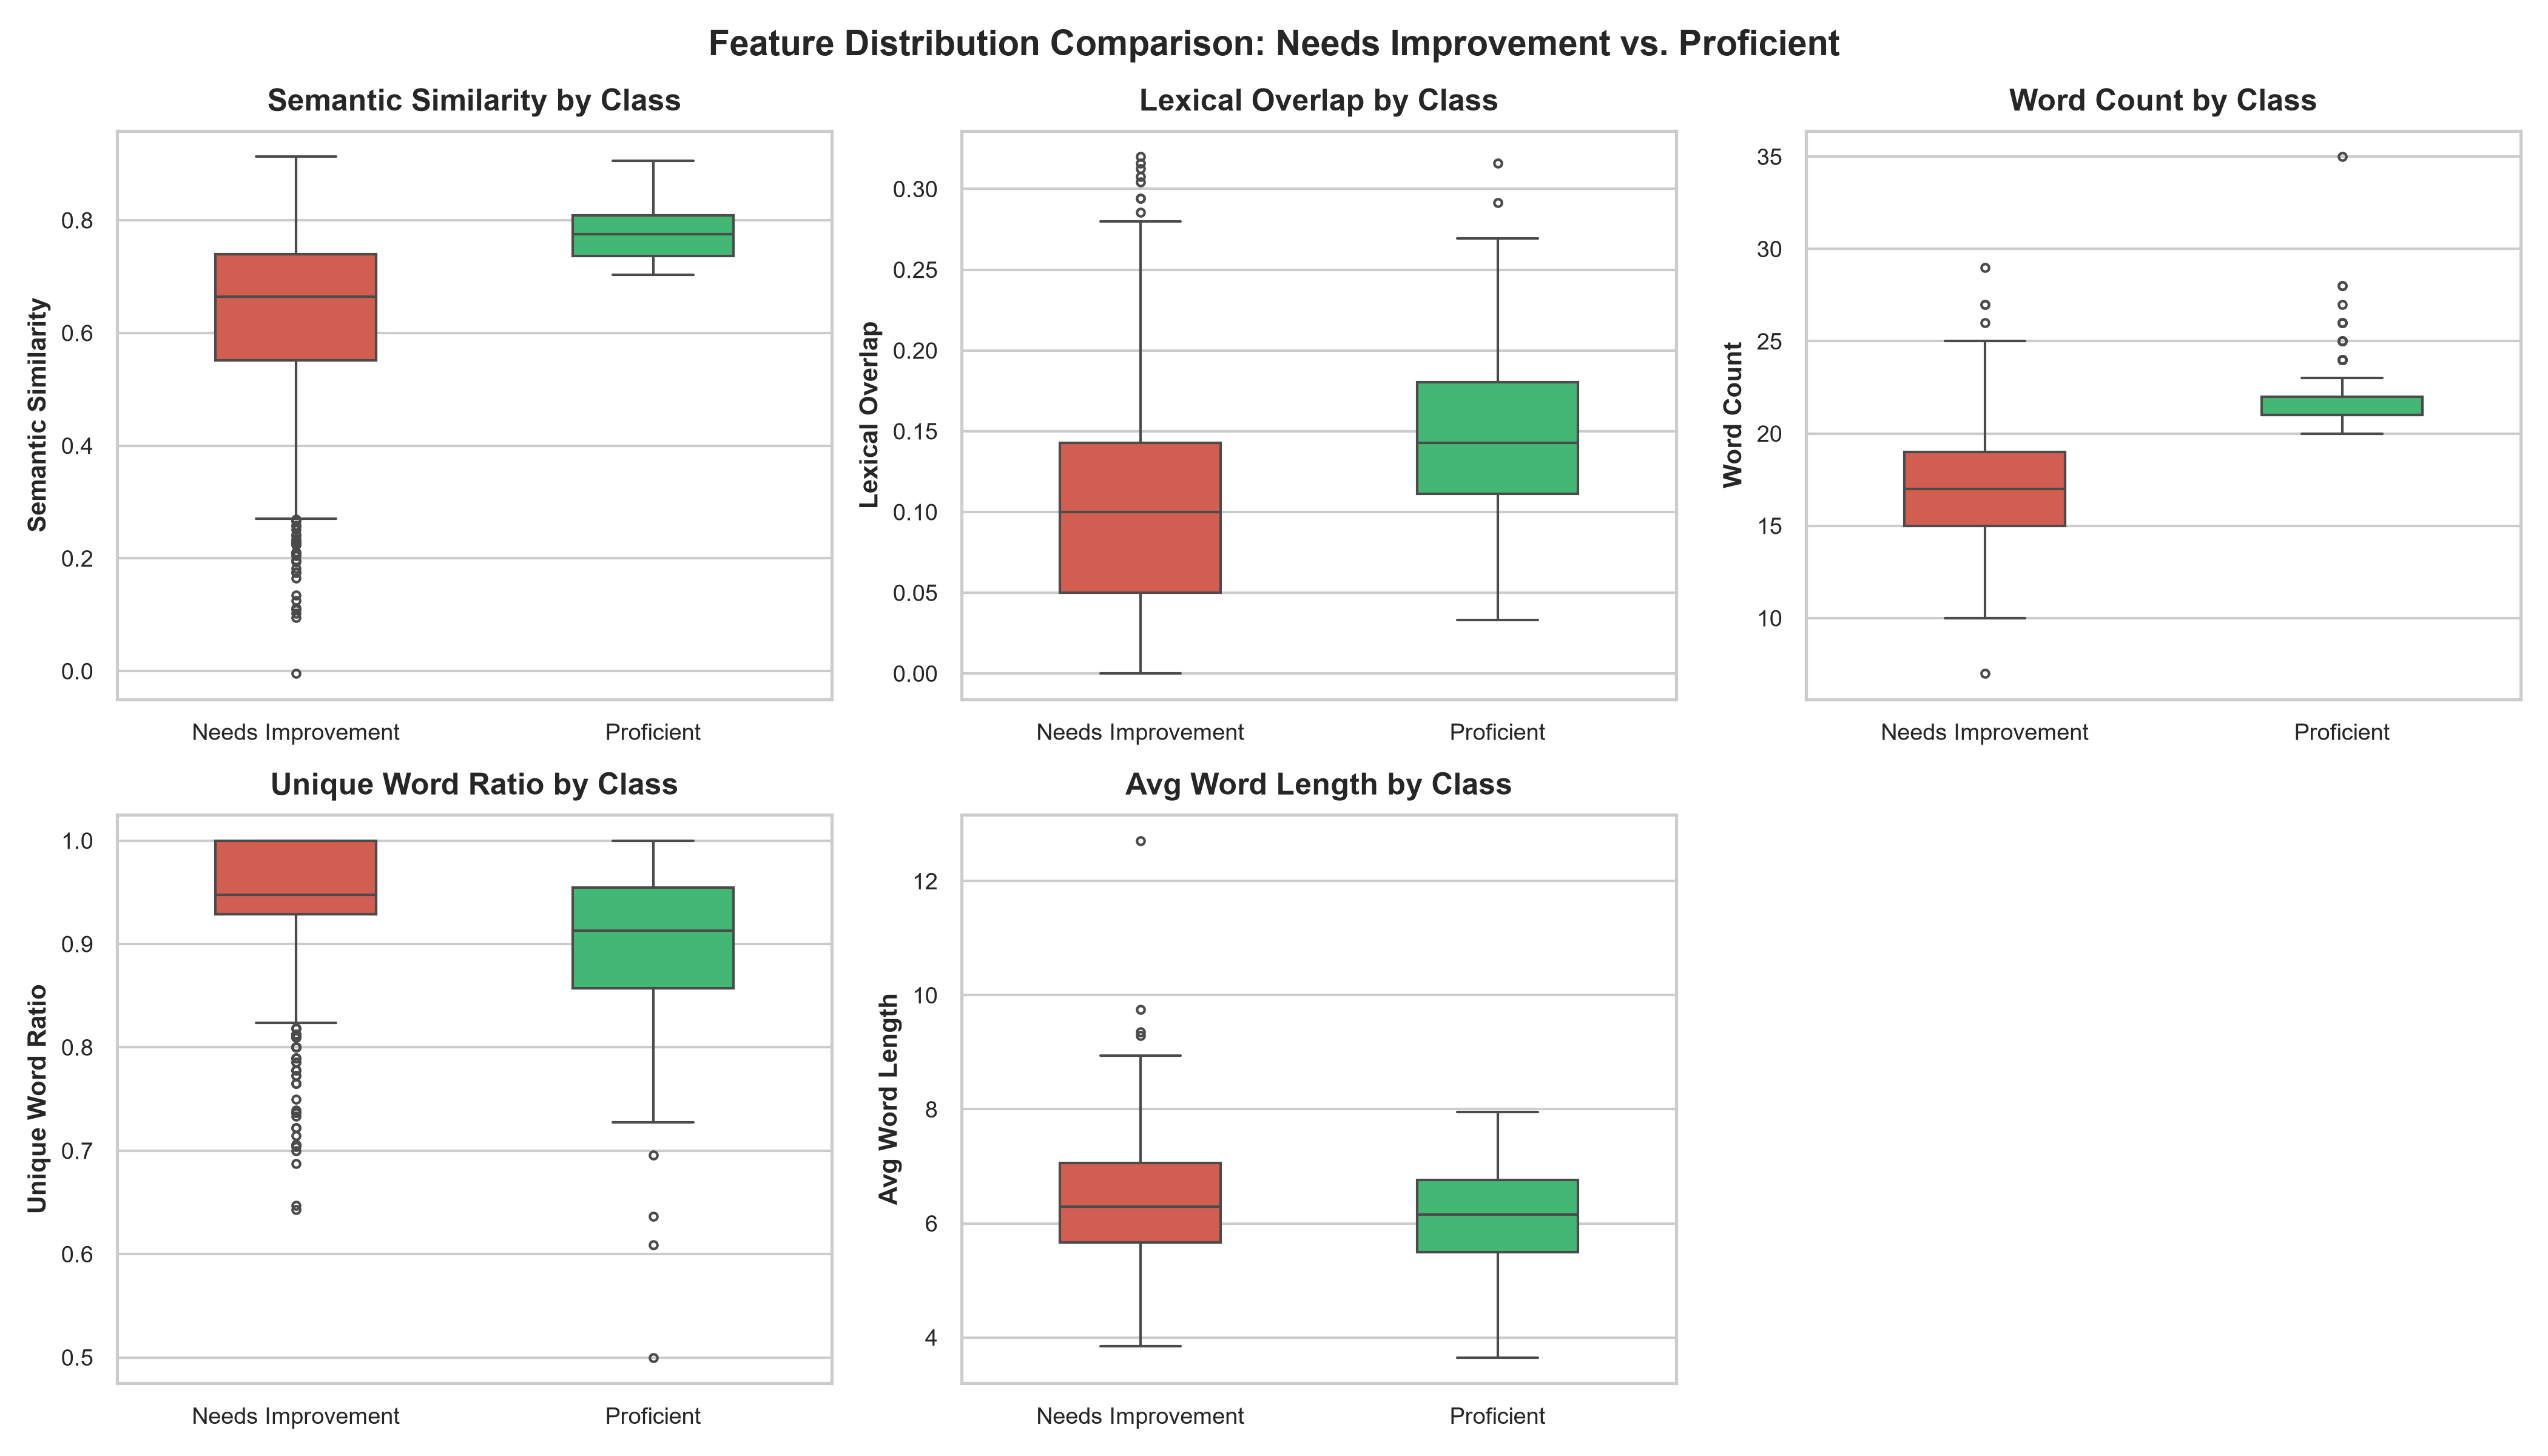 Feature Distribution Comparison: Needs Improvement vs. Proficient
Semantic Similarity by Class
Semantic Similarity
0.8
0.6
0.4
0.2
0.0
Needs Improvement
Proficient
Lexical Overlap by Class
Lexical Overlap
0.30
0.25
0.20
0.15
0.10
0.05
0.00
Needs Improvement
Proficient
Word Count by Class
Word Count
35
30
25
20
15
10
Needs Improvement
Proficient
Unique Word Ratio by Class
Unique Word Ratio
1.0
0.9
0.8
0.7
0.6
0.5
Needs Improvement
Proficient
Avg Word Length by Class
Avg Word Length
12
10
8
6
4
Needs Improvement
Proficient